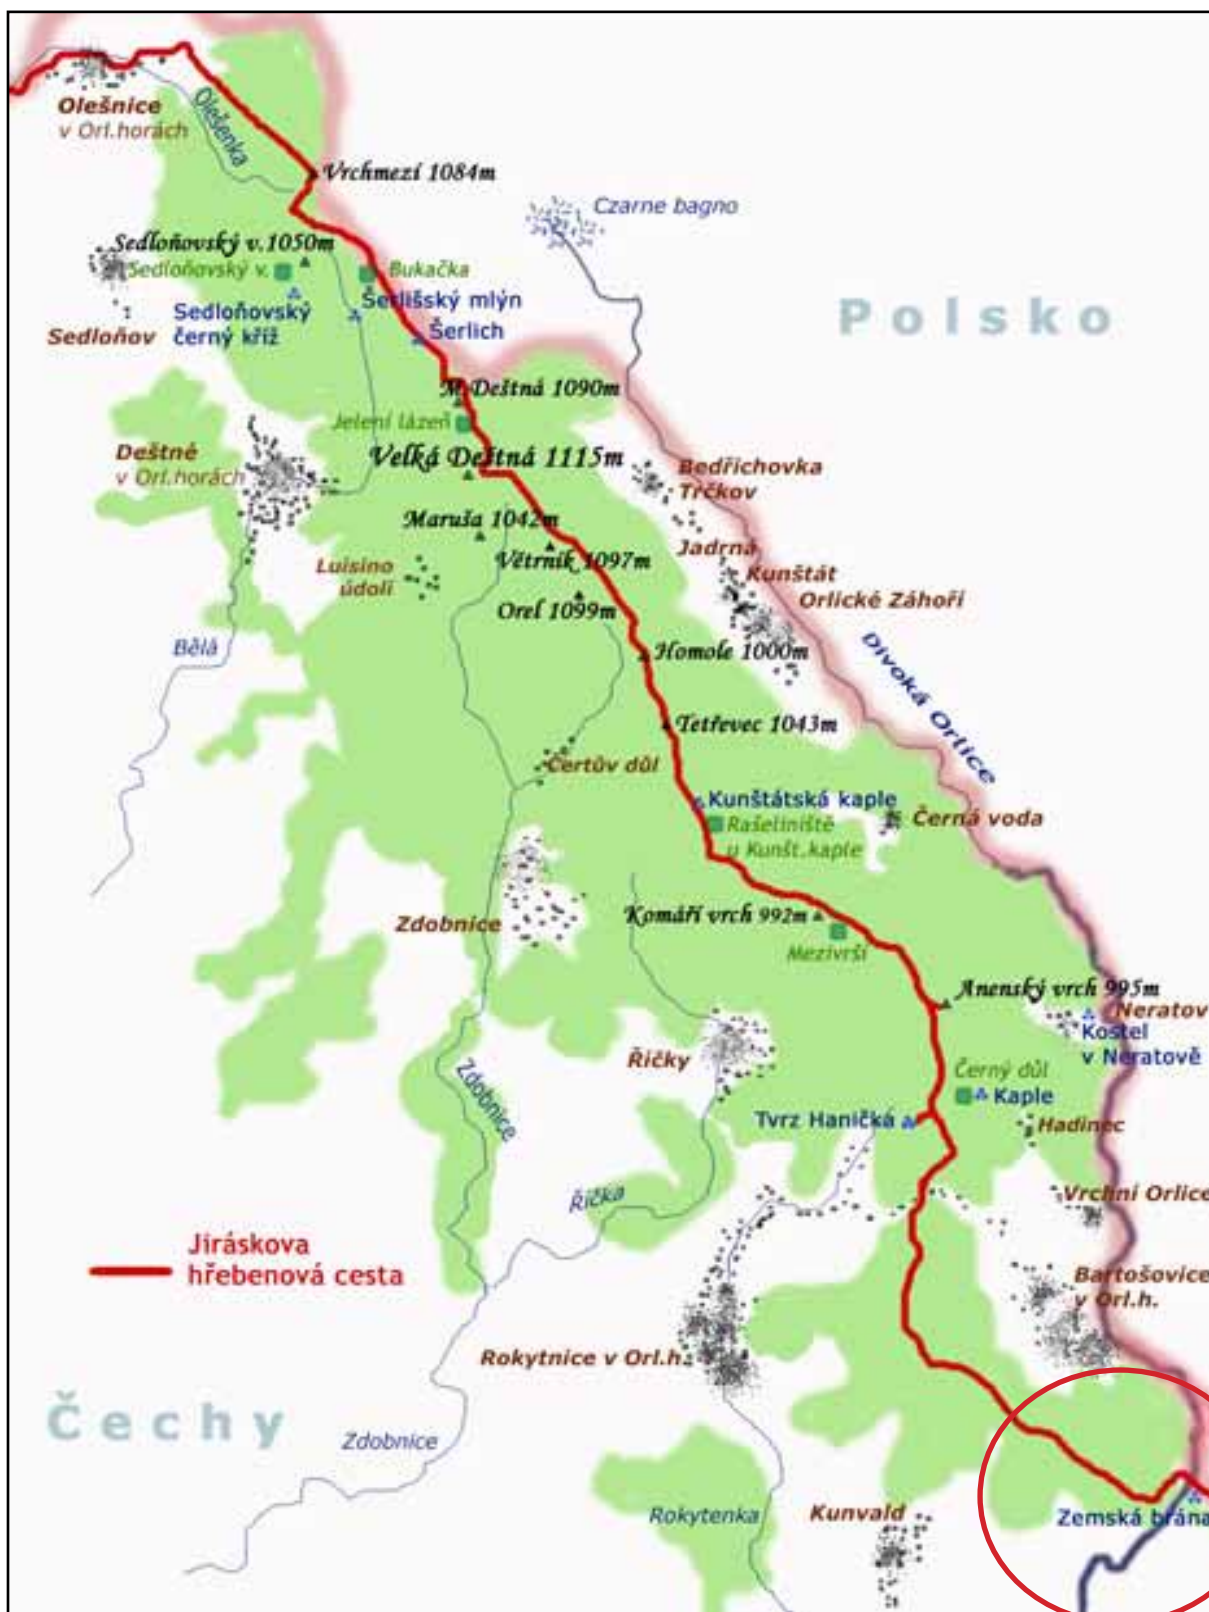 Olešnice
v Orl.horách
Olešenka
Vrchmezí 1084m
Czarne bagno
Sedloňovský v.1050m
Sedloňovský v.
Bukačka
Sedloňovský
černý kříž
Šerlišský mlýn
Šerlich
Sedloňov
Polsko
M. Deštná 1090m
Jelení lázeň
Deštné
v Orl.horách
Velká Deštná 1115m
Bedřichovka
Trčkov
Maruša 1042m
Jadrná
Luisino
údolí
Větrník 1097m
Kunštát
Orlické Záhoří
Orel 1099m
Bělá
Homole 1000m
Divoká Orlice
Tetřevec 1043m
Čertův důl
Kunštátská kaple
Rašeliniště
u Kunšt.kaple
Černá voda
Zdobnice
Komáří vrch 992m
Mezivrší
Anenský vrch 995m
Neratov
Kostel
v Neratově
Říčky
Zdobnice
Černý důl
Kaple
Tvrz Haničká
Hadinec
Říčka
Vrchní Orlice
Jiráskova
hřebenová cesta
Bartošovice
v Orl.h.
Rokytnice v Orl.h.
Čechy
Zdobnice
Rokytenka
Kunvald
Zemská brána